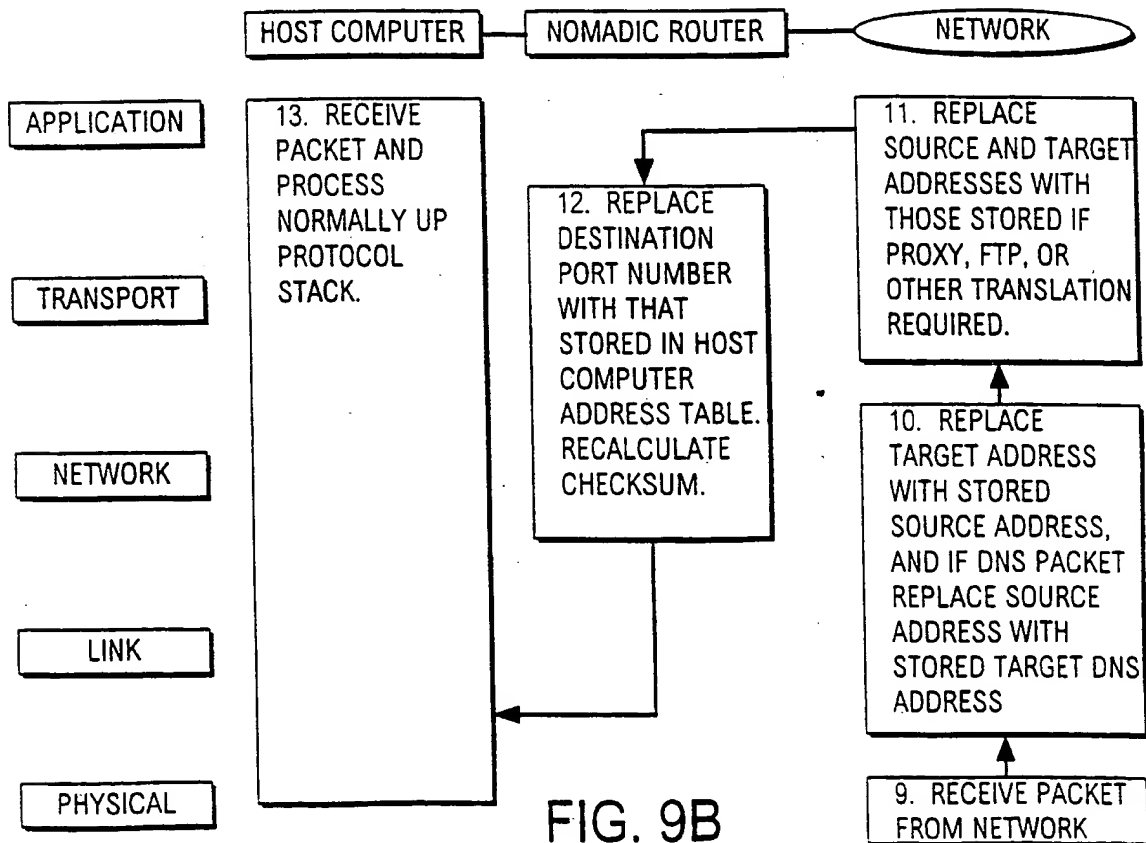 HOST COMPUTER
NOMADIC ROUTER
NETWORK
APPLICATION
TRANSPORT
NETWORK
LINK
PHYSICAL
13. RECEIVE
PACKET AND
PROCESS
NORMALLY UP
PROTOCOL
STACK.
12. REPLACE
DESTINATION
PORT NUMBER
WITH THAT
STORED IN HOST
COMPUTER
ADDRESS TABLE.
RECALCULATE
CHECKSUM.
11. REPLACE
SOURCE AND TARGET
ADDRESSES WITH
THOSE STORED IF
PROXY, FTP, OR
OTHER TRANSLATION
REQUIRED.
10. REPLACE
TARGET ADDRESS
WITH STORED
SOURCE ADDRESS,
AND IF DNS PACKET
REPLACE SOURCE
ADDRESS WITH
STORED TARGET DNS
ADDRESS
9. RECEIVE PACKET
FROM NETWORK
FIG. 9B